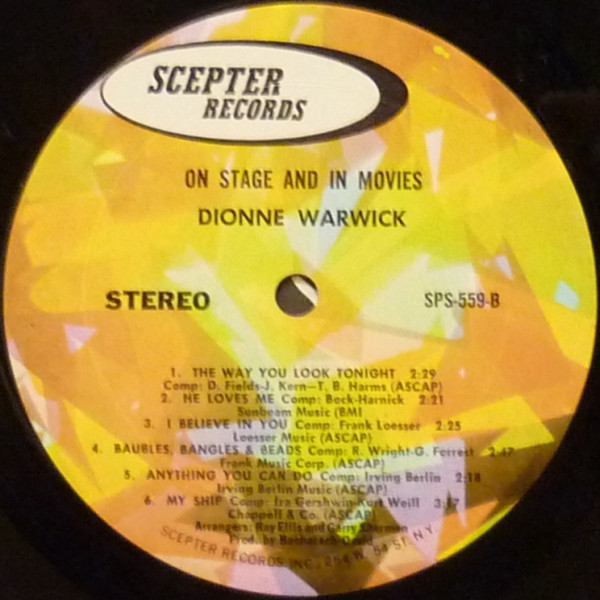 SCEPTER
RECORDS
ON STAGE AND IN MOVIES
DIONNE WARWICK
STEREO SPS-559-B
1. THE WAY YOU LOOK TONIGHT 2:29
Comp: D. Fields-J. Kern—T. B. Harms (ASCAP)
2. HE LOVES ME Comp: Bock-Harnick 2:21
Sunbeam Music (BMI
3. I BELIEVE IN YOU Comp: Frank Loesser 2:25
Loesser Music (ASCAP)
4. BAUBLES, BANGLES & BEADS Comp: R. Wright-G. Forrest 2:47
Frank Music Corp. (ASCAP)
5. ANYTHING YOU CAN DO Comp: Irving Berlin 2:18
Irving Berlin Music (ASCAP)
6. MY SHIP Comp: Ira Gershwin-Kurt Weill
Chappell & Co. (ASCAP)
Arrangers: Ray Ellis and Garry Sherman
Prod. by Bacharach-David
SCEPTER RECORDS INC., 254 W. 54 ST. N.Y.